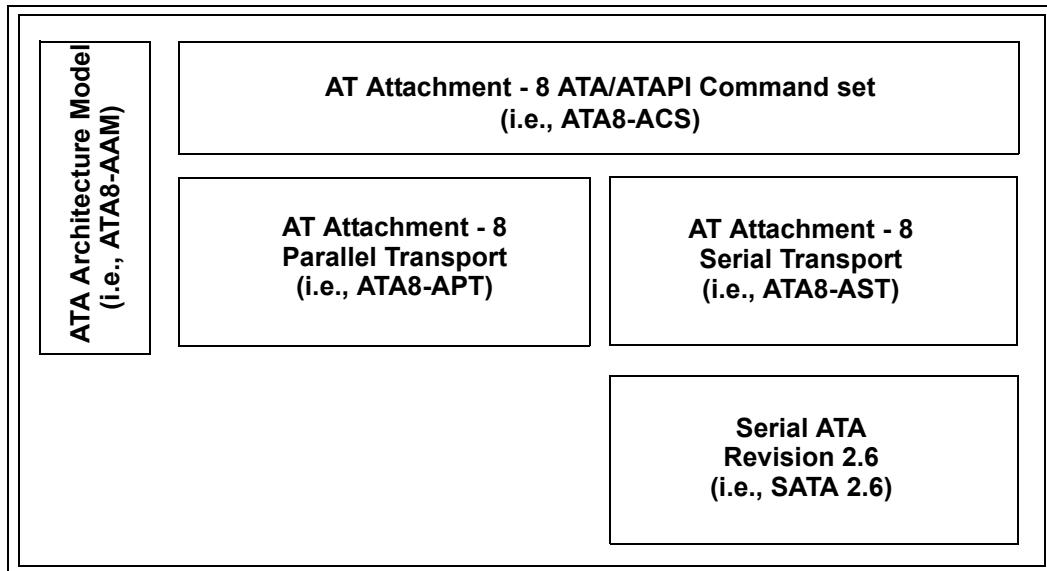 ATA Architecture Model
(i.e., ATA8-AAM)
AT Attachment - 8 ATA/ATAPI Command set
(i.e., ATA8-ACS)
AT Attachment - 8
Parallel Transport
(i.e., ATA8-APT)
AT Attachment - 8
Serial Transport
(i.e., ATA8-AST)
Serial ATA
Revision 2.6
(i.e., SATA 2.6)